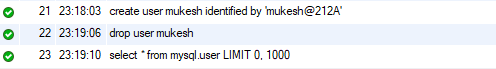 21 23:18:03 create user mukesh identified by 'mukesh@212A'
22 23:19:06 drop user mukesh
23 23:19:10 select * from mysql.user LIMIT 0, 1000